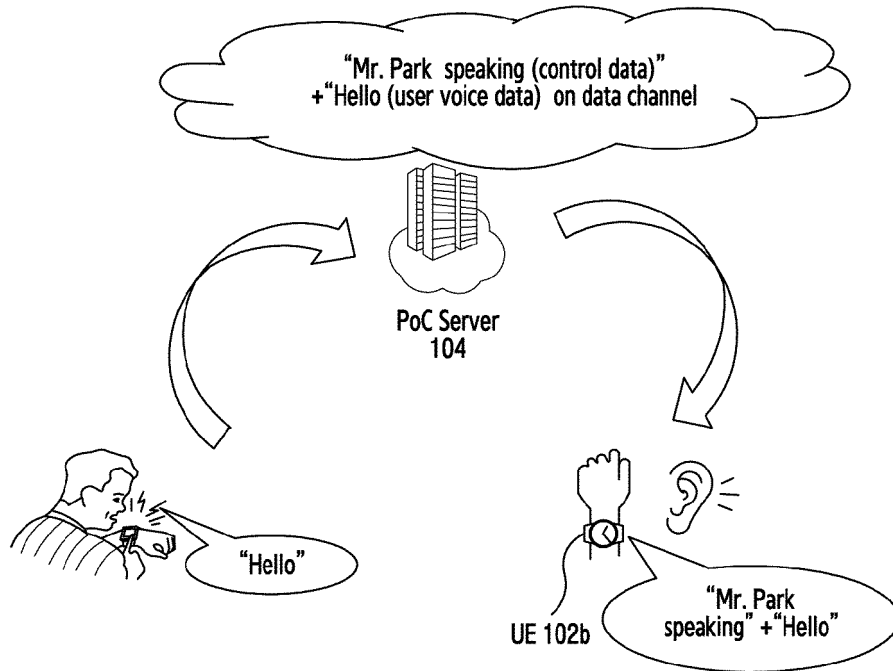 “Mr. Park speaking (control data)”
+“Hello (user voice data) on data channel
PoC Server
104
“Hello”
UE 102b
“Mr. Park
speaking” +“Hello”